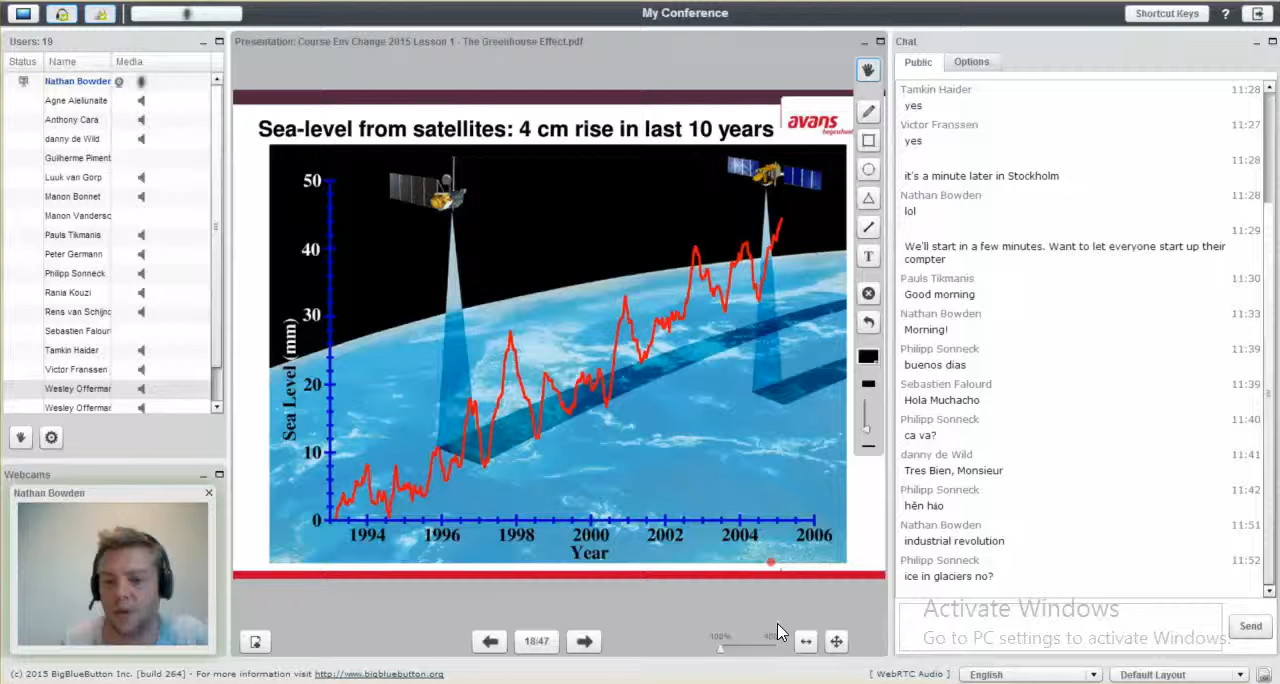 My Conference
Shortcut Keys
?
Users: 19
Status Name Media
Nathan Bowder
Agne Aleliunaite
Anthony Cara
danny de Wild
Guilherme Piment
Luuk van Gorp
Manon Bonnet
Manon Vandersc
Pauls Tikmanis
Peter Germann
Philipp Sonneck
Rania Kouzi
Rens van Schijnd
Sebastien Falour
Tamkin Haider
Victor Franssen
Wesley Offerman
Wesley Offerman
Webcams
Nathan Bowden
Presentation: Course Env Change 2015 Lesson 1 - The Greenhouse Effect.pdf
Sea-level from satellites: 4 cm rise in last 10 years
avans
hogeschool
50
40
30
20
10
0
Sea Level (mm)
1994 1996 1998 2000 2002 2004 2006
Year
T
18/47
100%
Chat
Public Options
Tamkin Haider 11:28
yes
Victor Franssen 11:27
yes
11:28
it's a minute later in Stockholm
Nathan Bowden 11:28
lol
11:29
We'll start in a few minutes. Want to let everyone start up their
compter
Pauls Tikmanis 11:30
Good morning
Nathan Bowden 11:33
Morning!
Philipp Sonneck 11:39
buenos dias
Sebastien Falourd 11:39
Hola Muchacho
Philipp Sonneck 11:40
ca va?
danny de Wild 11:41
Tres Bien, Monsieur
Philipp Sonneck 11:42
hěn hǎo
Nathan Bowden 11:51
industrial revolution
Philipp Sonneck 11:52
ice in glaciers no?
Activate Windows
Go to PC settings to activate Windows.
Send
(c) 2015 BigBlueButton Inc. [build 264] - For more information visit http://www.bigbluebutton.org
[ WebRTC Audio ]
English
Default Layout